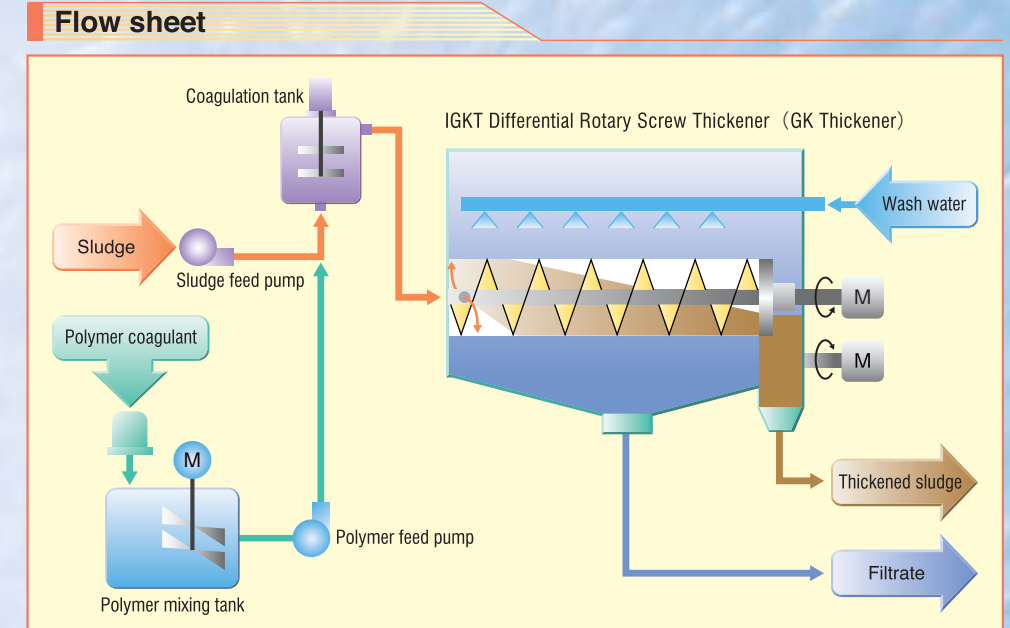 Flow sheet
Coagulation tank
IGKT Differential Rotary Screw Thickener（GK Thickener）
Wash water
Sludge
Sludge feed pump
M
Polymer coagulant
M
M
Thickened sludge
Polymer feed pump
Filtrate
Polymer mixing tank